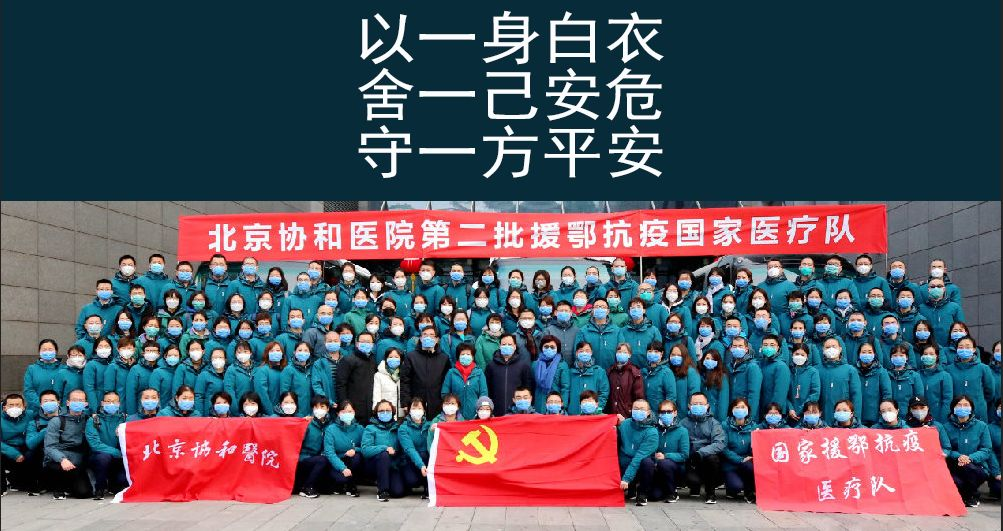 以一身白衣
舍一己安危
守一方平安
北京协和医院第二批援鄂抗疫国家医疗队
北京协和醫院
国家援鄂抗疫
医疗队